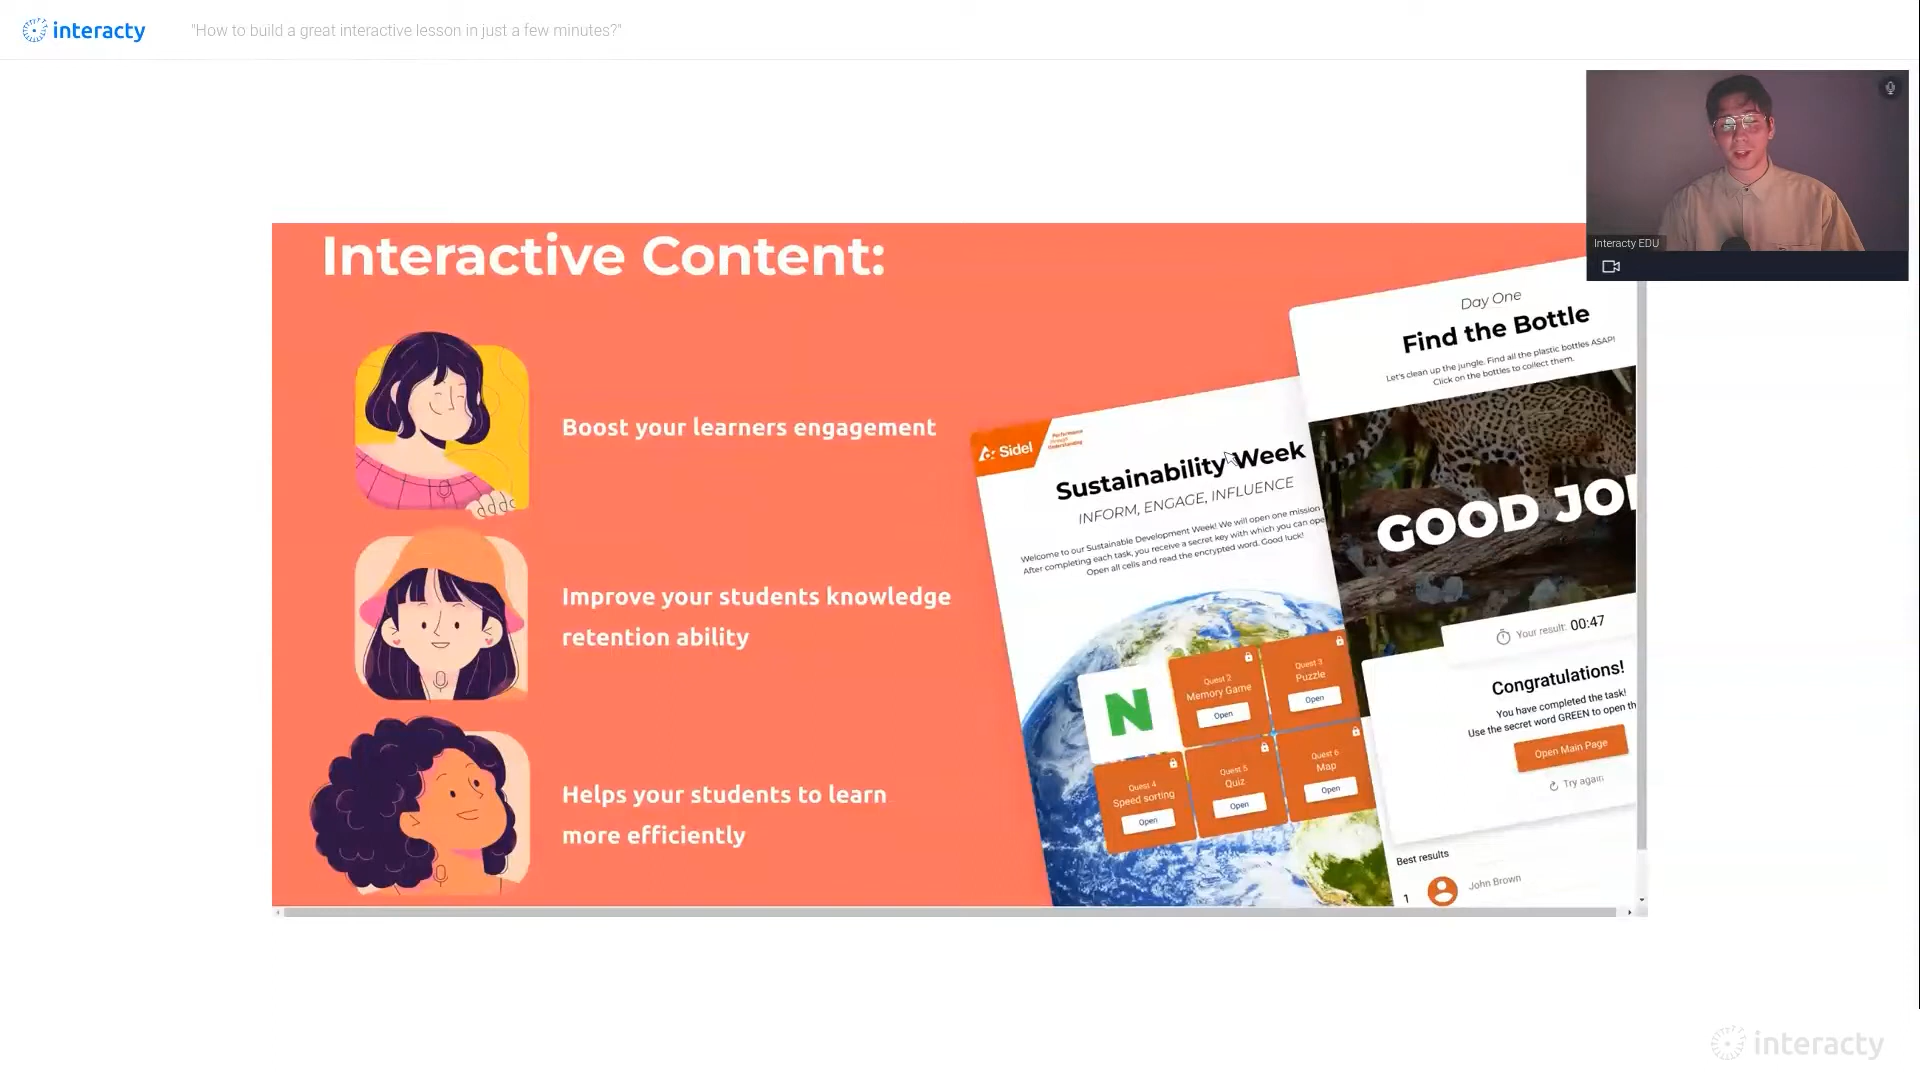 interacty
"How to build a great interactive lesson in just a few minutes?"
Interacty EDU
Interactive Content:
Boost your learners engagement
Improve your students knowledge
retention ability
Helps your students to learn
more efficiently
Sidel
Performance
through
Understanding
Sustainability Week
INFORM, ENGAGE, INFLUENCE
Welcome to our Sustainable Development Week! We will open one mission
After completing each task, you receive a secret key with which you can ope
Open all cells and read the encrypted word. Good luck!
N
Quest 2
Memory Game
Open
Quest 3
Puzzle
Open
Quest 4
Speed sorting
Open
Quest 5
Quiz
Open
Quest 6
Map
Open
Day One
Find the Bottle
Let's clean up the jungle. Find all the plastic bottles ASAP!
Click on the bottles to collect them.
GOOD JO
Your result: 00:47
Congratulations!
You have completed the task!
Use the secret word GREEN to open th
Open Main Page
Try again
Best results
1
John Brown
interacty